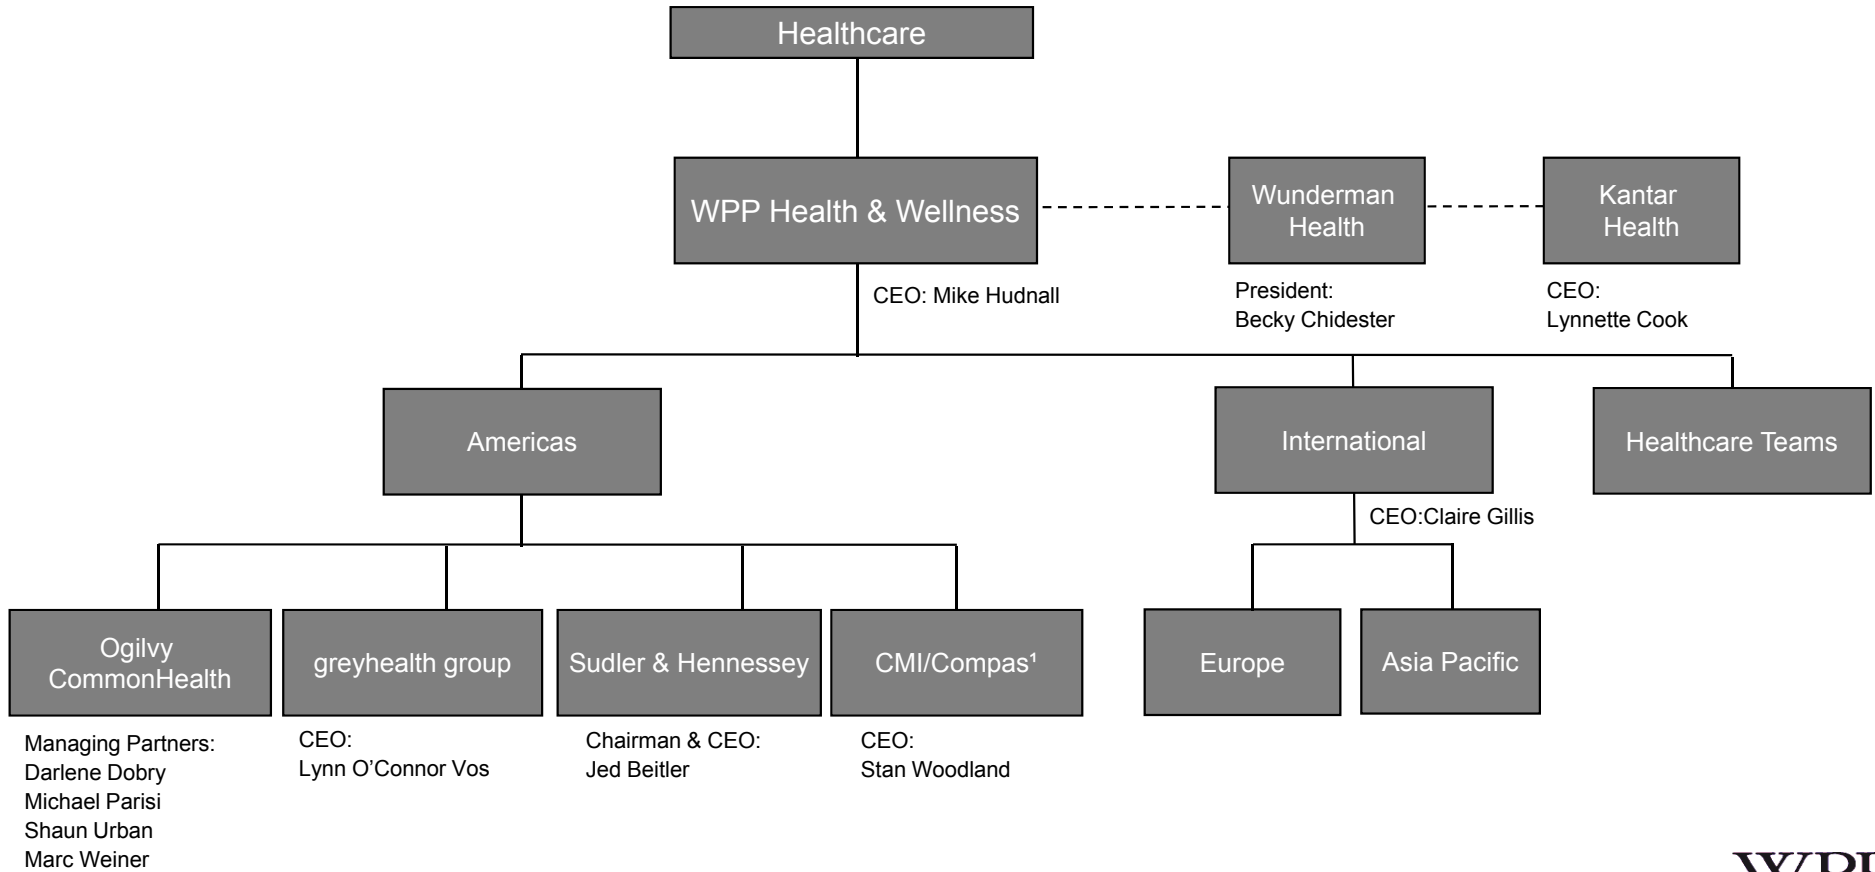 Healthcare
WPP Health & Wellness
Wunderman
Health
Kantar
Health
CEO: Mike Hudnall
President:
Becky Chidester
CEO:
Lynnette Cook
Americas
International
Healthcare Teams
CEO:Claire Gillis
Ogilvy
CommonHealth
greyhealth group
Sudler & Hennessey
CMI/Compas¹
Europe
Asia Pacific
Managing Partners:
Darlene Dobry
Michael Parisi
Shaun Urban
Marc Weiner
CEO:
Lynn O’Connor Vos
Chairman & CEO:
Jed Beitler
CEO:
Stan Woodland